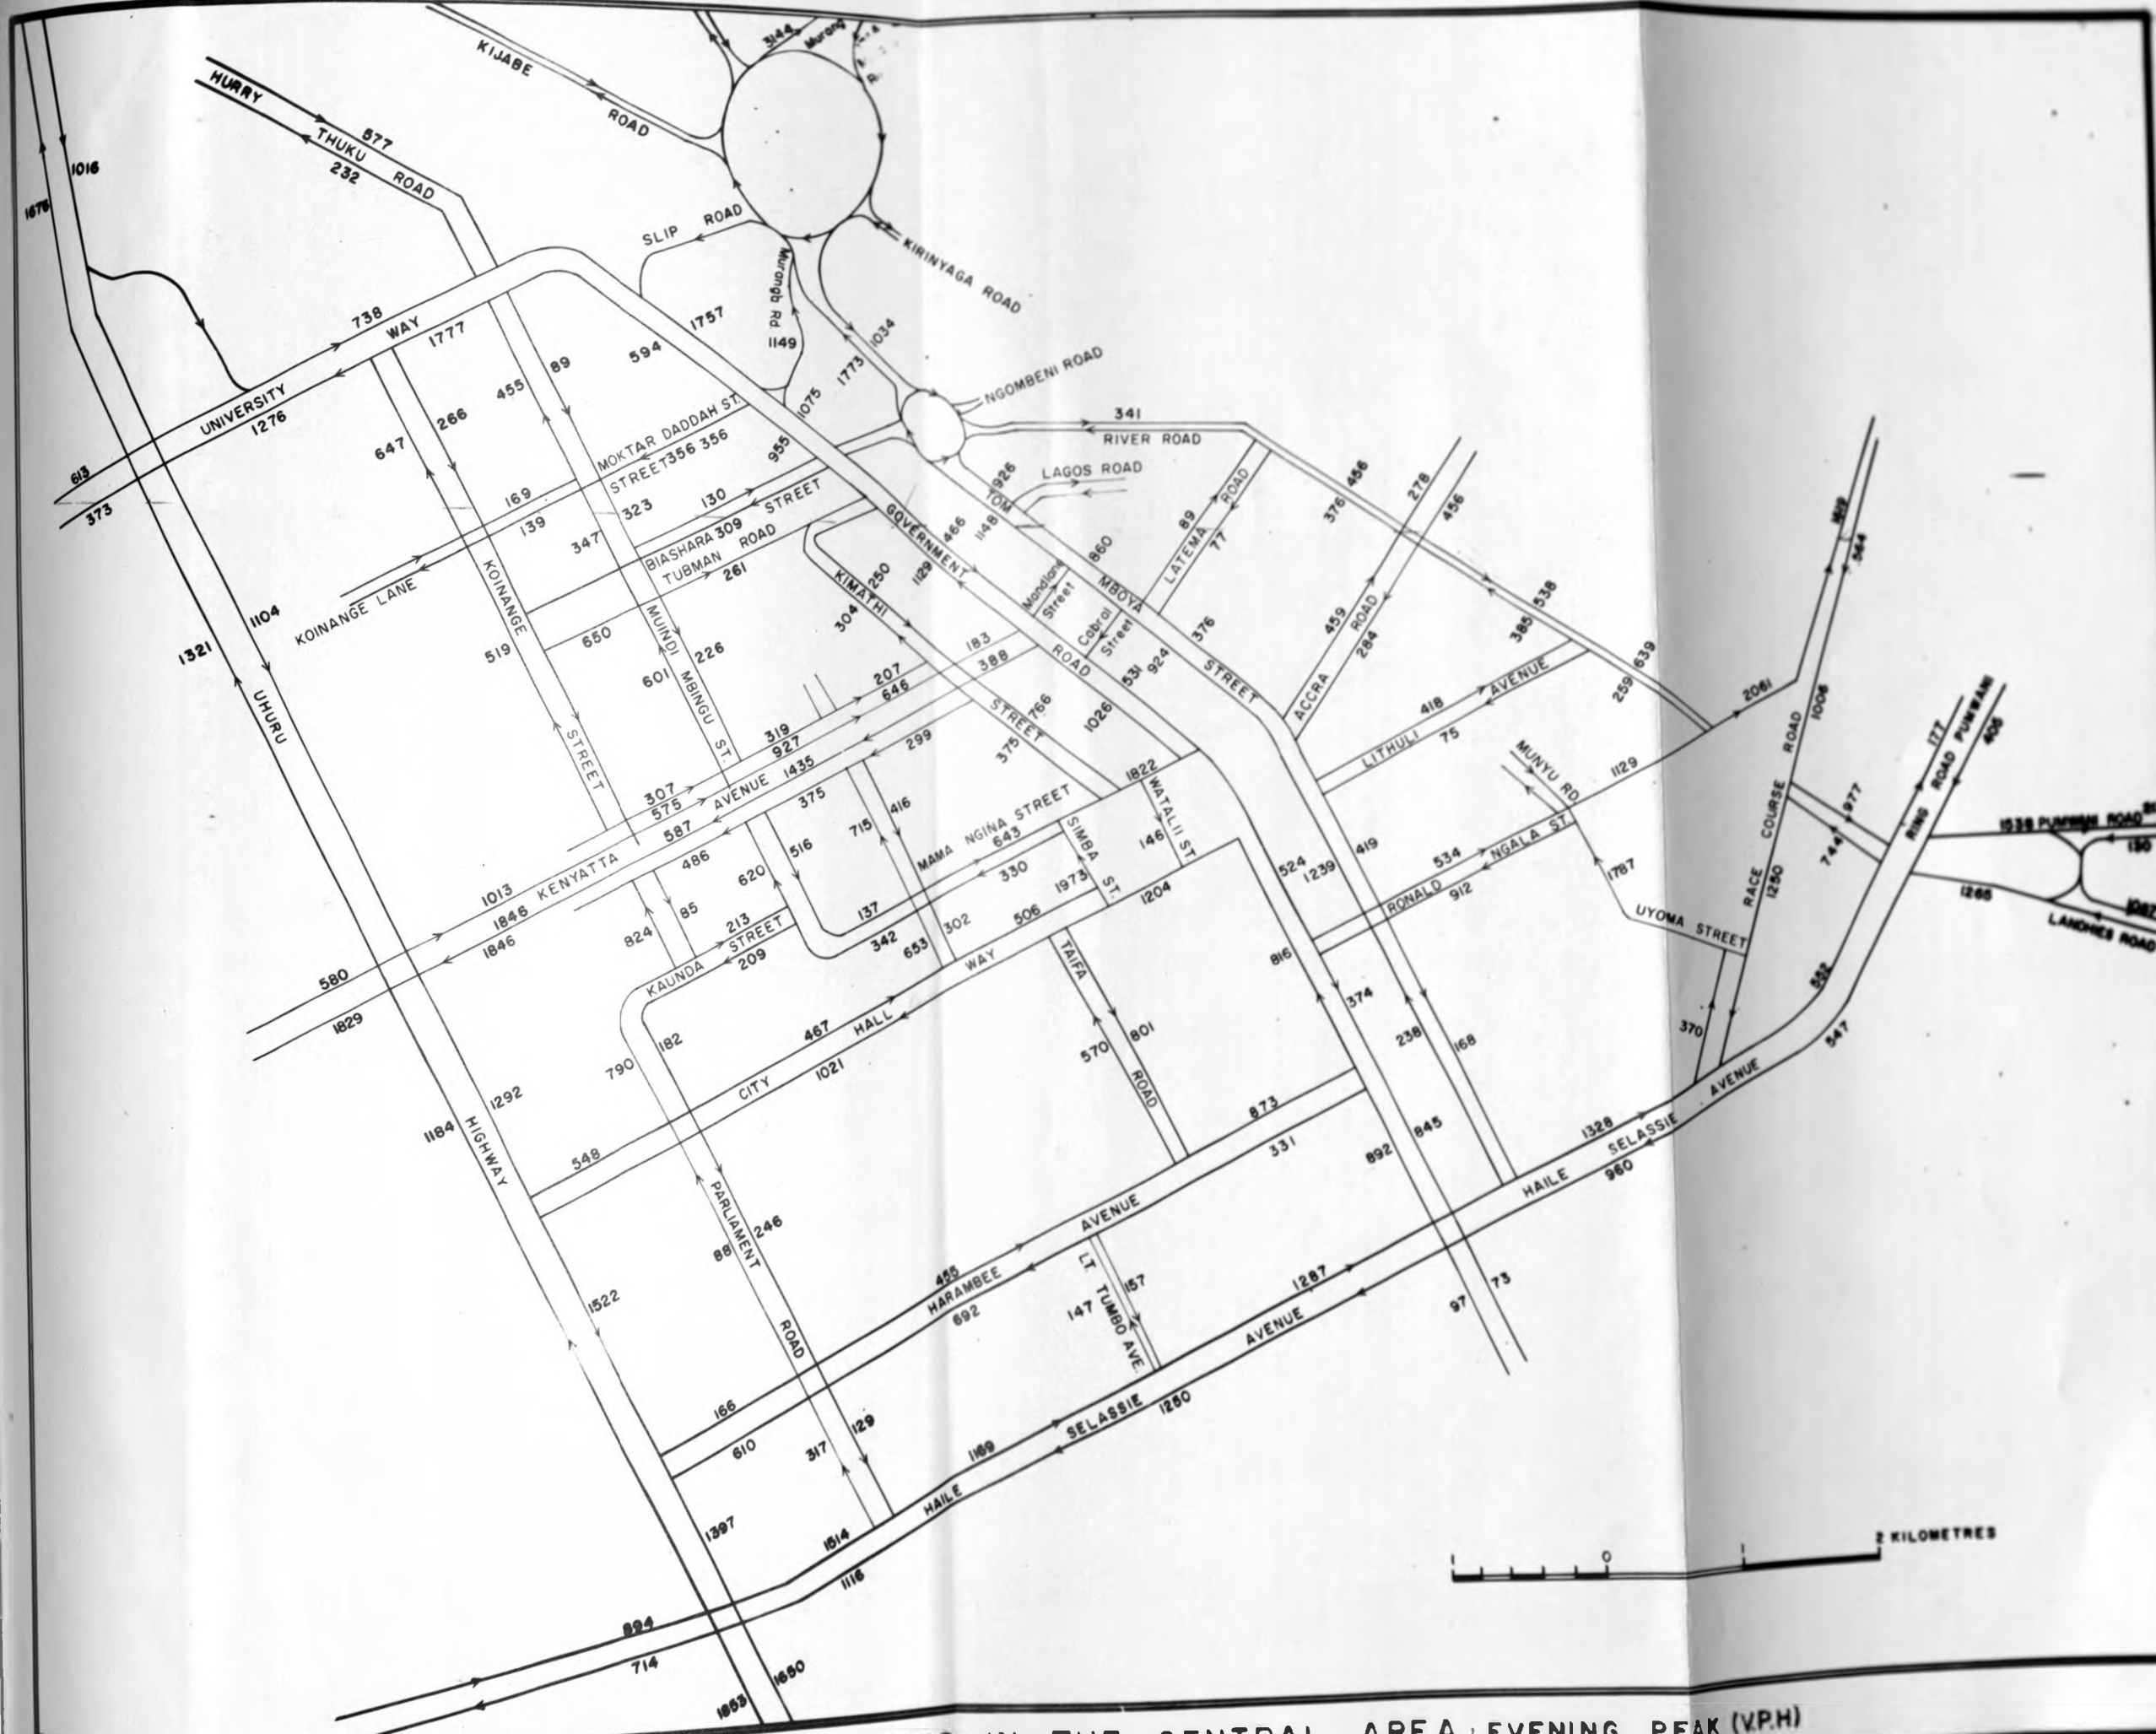 KIJABE
ROAD
3144
Murang
R.
HURRY
THUKU
ROAD
577
232
1016
SLIP ROAD
KIRINYAGA ROAD
Murang'a Rd.
1149
1757
594
738
UNIVERSITY
WAY
1777
1276
613
373
1034
1773
1075
955
NGOMBENI ROAD
341
RIVER ROAD
LAGOS ROAD
926
TOM
MBOYA
STREET
1148
860
466
GOVERNMENT
ROAD
1129
LATEMA
ROAD
89
77
376
456
278
456
459
ACCRA
ROAD
284
538
385
639
259
418
LITHULI
AVENUE
75
MUNYU RD.
1129
2061
534
RONALD
NGALA ST.
912
1787
UYOMA STREET
370
RACE COURSE ROAD
1250
1006
564
977
744
177
RING ROAD PUMWANI
406
1538 PUMWANI ROAD
130
1265
LANDHIES ROAD
552
547
647
266
455
89
MOKTAR DADDAH ST.
STREET
356 356
169
139
323
347
130
BIASHARA
309
STREET
TUBMAN ROAD
261
KOINANGE LANE
KOINANGE
STREET
519
650
MUINDI
MBINGU
ST.
226
601
KIMATHI
STREET
250
304
183
388
207
646
Mondlane
Street
Cabral
Street
376
924
531
1026
766
375
319
927
1435
299
307
575
AVENUE
587
375
486
KENYATTA
1013
1846
1846
580
1829
1104
1321
UHURU
HIGHWAY
1292
1184
1522
416
715
516
620
MAMA NGINA STREET
643
330
1822
WATALII ST.
146
SIMBA
ST.
1973
1204
506
137
342
302
653
85
824
213
KAUNDA
STREET
209
182
790
467
CITY
HALL
WAY
1021
548
TAIFA
ROAD
801
570
524
1239
419
816
374
238
168
873
331
845
892
PARLIAMENT
ROAD
246
88
455
HARAMBEE
AVENUE
692
166
610
LT. TUMBO AVE.
157
147
129
317
1169
HAILE
SELASSIE
AVENUE
1250
1287
1328
HAILE
SELASSIE
AVENUE
960
97
73
1397
1514
1116
894
714
1650
1853
1 0 1 2 KILOMETRES
IN THE CENTRAL AREA: EVENING PEAK (V.P.H)